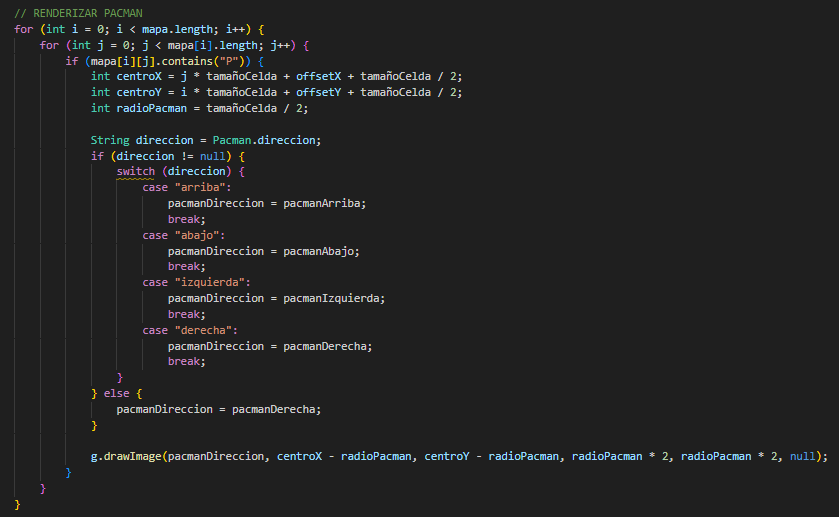 // RENDERIZAR PACMAN
for (int i = 0; i < mapa.length; i++) {
    for (int j = 0; j < mapa[i].length; j++) {
        if (mapa[i][j].contains("P")) {
            int centroX = j * tamañoCelda + offsetX + tamañoCelda / 2;
            int centroY = i * tamañoCelda + offsetY + tamañoCelda / 2;
            int radioPacman = tamañoCelda / 2;

            String direccion = Pacman.direccion;
            if (direccion != null) {
                switch (direccion) {
                    case "arriba":
                        pacmanDireccion = pacmanArriba;
                        break;
                    case "abajo":
                        pacmanDireccion = pacmanAbajo;
                        break;
                    case "izquierda":
                        pacmanDireccion = pacmanIzquierda;
                        break;
                    case "derecha":
                        pacmanDireccion = pacmanDerecha;
                        break;
                }
            } else {
                pacmanDireccion = pacmanDerecha;
            }

            g.drawImage(pacmanDireccion, centroX - radioPacman, centroY - radioPacman, radioPacman * 2, radioPacman * 2, null);
        }
    }
}